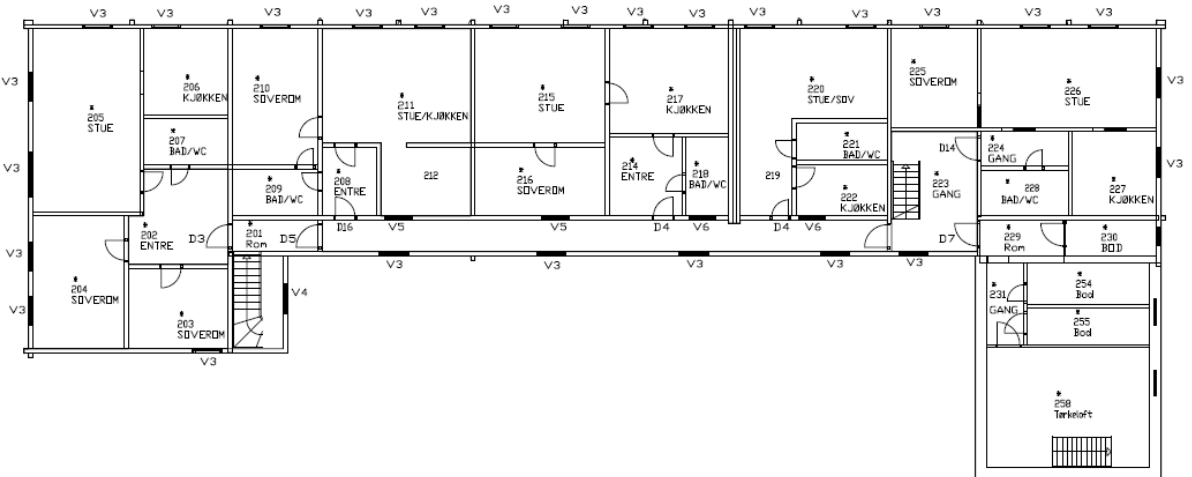 V3 V3 V3 V3 V3 V3 V3 V3 V3 V3 V3 V3 V3
V3
V3
205
STUE
206
KJØKKEN
207
BAD/WC
210
SOVEROM
211
STUE/KJØKKEN
215
STUE
217
KJØKKEN
220
STUE/SOV
225
SOVEROM
226
STUE
V3
V3
209
BAD/WC
208
ENTRE
212
216
SOVEROM
214
ENTRE
218
BAD/WC
219
221
BAD/WC
222
KJØKKEN
223
GANG
D14
224
GANG
228
BAD/WC
227
KJØKKEN
V3
202
ENTRE
D3
201
Rom
D5
D16
V5
V5
D4
V6
D4
V6
D7
229
Rom
230
BOD
V3
V3 V3 V3 V3 V3
204
SOVEROM
203
SOVEROM
V3
V4
V3
231
GANG
254
Bod
255
Bod
258
Tørkeloft